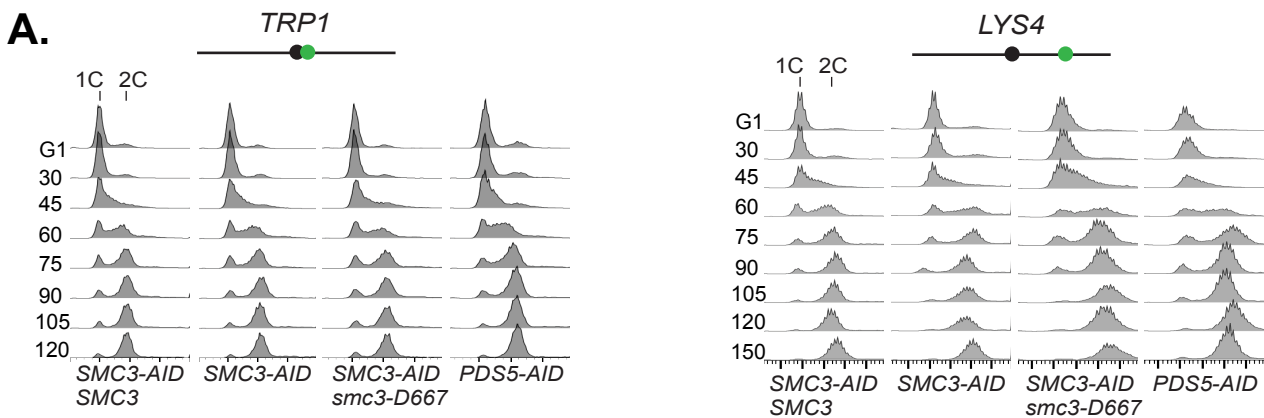 A.
TRP1
1C 2C
G1
30
45
60
75
90
105
120
SMC3-AID SMC3-AID SMC3-AID PDS5-AID
SMC3 smc3-D667
LYS4
1C 2C
G1
30
45
60
75
90
105
120
150
SMC3-AID SMC3-AID SMC3-AID PDS5-AID
SMC3 smc3-D667